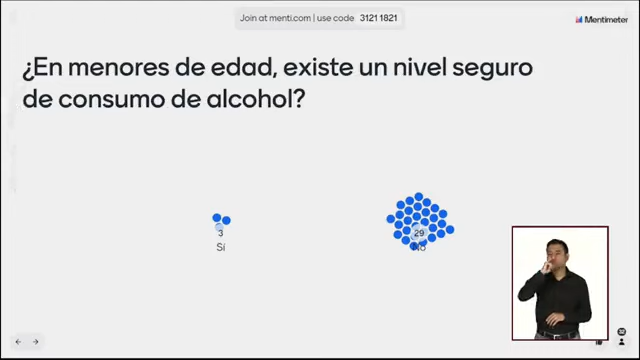 Join at menti.com | use code 3121 1821
Mentimeter
¿En menores de edad, existe un nivel seguro
de consumo de alcohol?
3
29
Sí
No
32